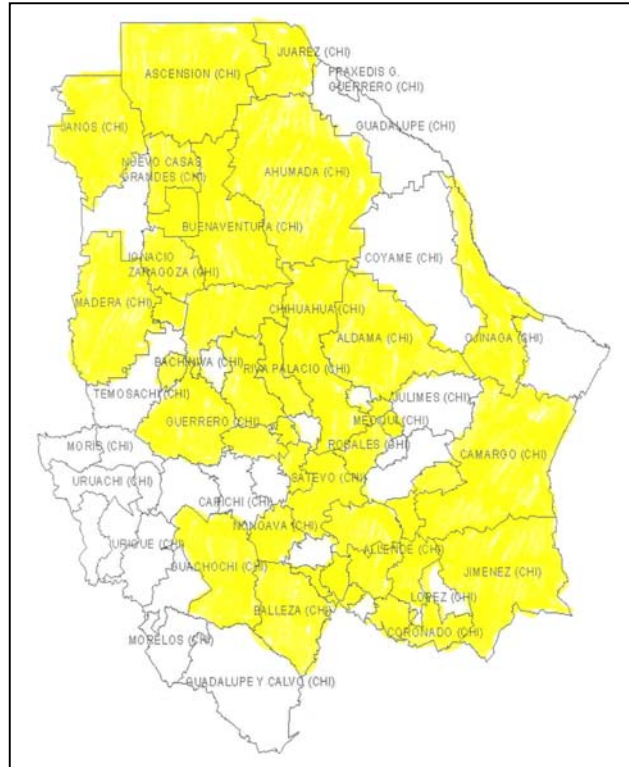 JUAREZ (CHI)
ASCENSION (CHI)
PRAXEDIS G.
GUERRERO (CHI)
JANOS (CHI)
GUADALUPE (CHI)
NUEVO CASAS
GRANDES (CHI)
AHUMADA (CHI)
BUENAVENTURA (CHI)
COYAME (CHI)
IGNACIO
ZARAGOZA (CHI)
MADERA (CHI)
CHIHUAHUA (CHI)
ALDAMA (CHI)
OJINAGA (CHI)
BACHINIVA (CHI)
RIVA PALACIO (CHI)
TEMOSACHI (CHI)
JULIMES (CHI)
GUERRERO (CHI)
MEOQUI (CHI)
MORIS (CHI)
ROSALES (CHI)
CAMARGO (CHI)
URUACHI (CHI)
SATEVO (CHI)
CARICHI (CHI)
NONOAVA (CHI)
URIQUE (CHI)
ALLENDE (CHI)
GUACHOCHI (CHI)
JIMENEZ (CHI)
LOPEZ (CHI)
BALLEZA (CHI)
CORONADO (CHI)
MORELOS (CHI)
GUADALUPE Y CALVO (CHI)